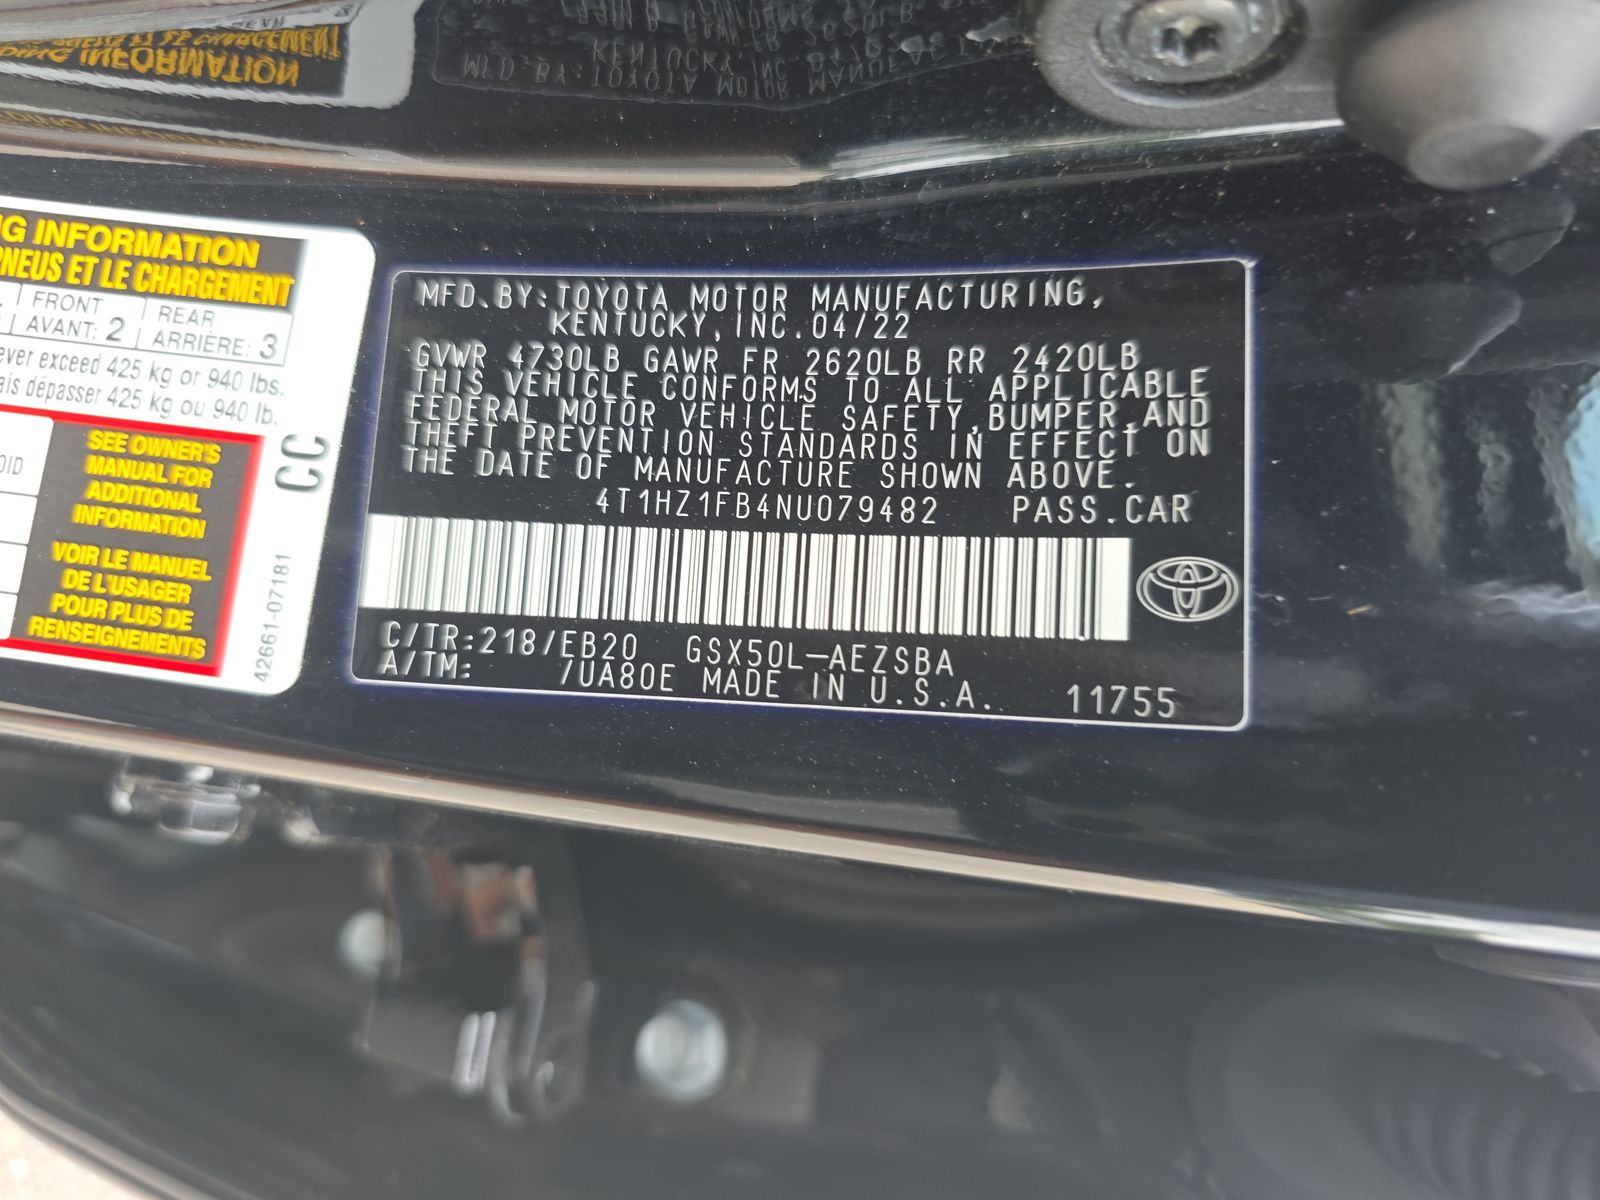 NG INFORMATION
PNEUS ET LE CHARGEMENT
FRONT
AVANT: 2
REAR
ARRIÈRE: 3
ever exceed 425 kg or 940 lbs.
ais dépasser 425 kg ou 940 lb.
SEE OWNER'S
MANUAL FOR
ADDITIONAL
INFORMATION
VOIR LE MANUEL
DE L'USAGER
POUR PLUS DE
RENSEIGNEMENTS
CC
42661-07181
MFD.BY:TOYOTA MOTOR MANUFACTURING,
KENTUCKY,INC.04/22
GVWR 4730LB GAWR FR 2620LB RR 2420LB
THIS VEHICLE CONFORMS TO ALL APPLICABLE
FEDERAL MOTOR VEHICLE SAFETY,BUMPER,AND
THEFT PREVENTION STANDARDS IN EFFECT ON
THE DATE OF MANUFACTURE SHOWN ABOVE.
4T1HZ1FB4NU079482 PASS.CAR
C/TR:218/EB20 GSX50L-AEZSBA
A/TM: /UA80E MADE IN U.S.A. 11755